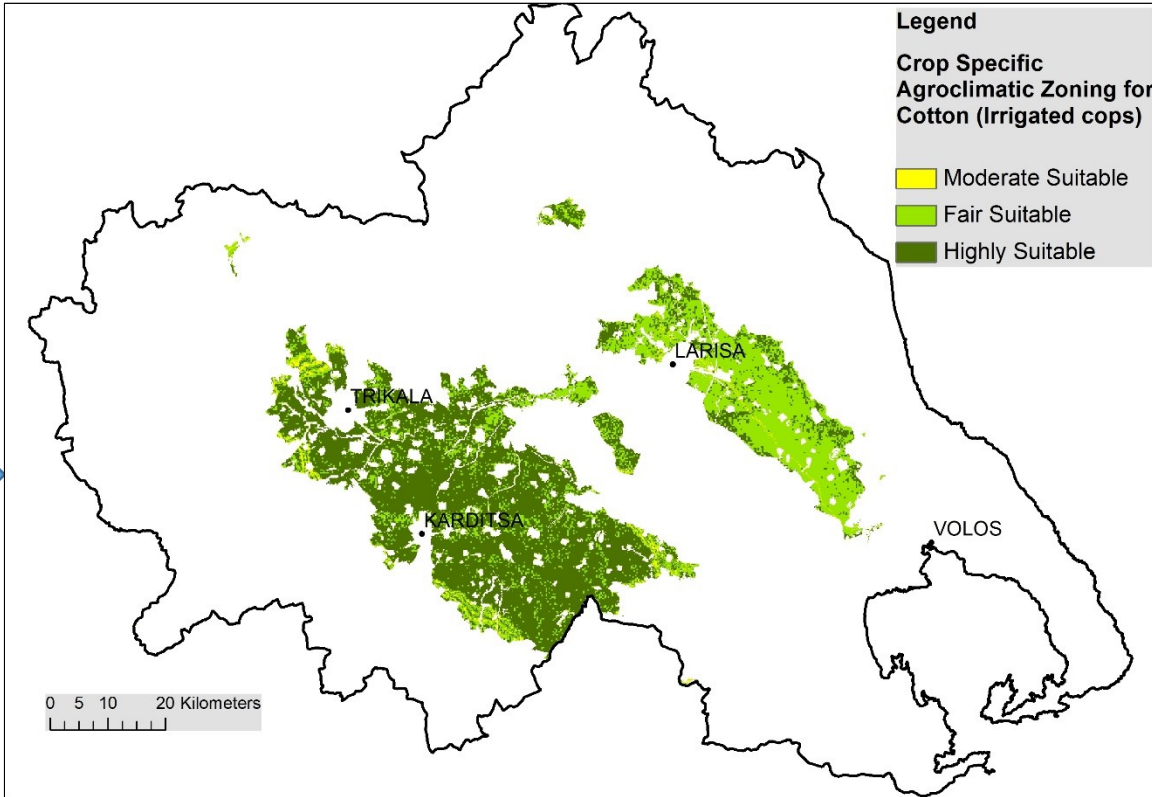 Legend
Crop Specific
Agroclimatic Zoning for
Cotton (Irrigated cops)
Moderate Suitable
Fair Suitable
Highly Suitable
LARISA
TRIKALA
KARDITSA
VOLOS
0 5 10 20 Kilometers